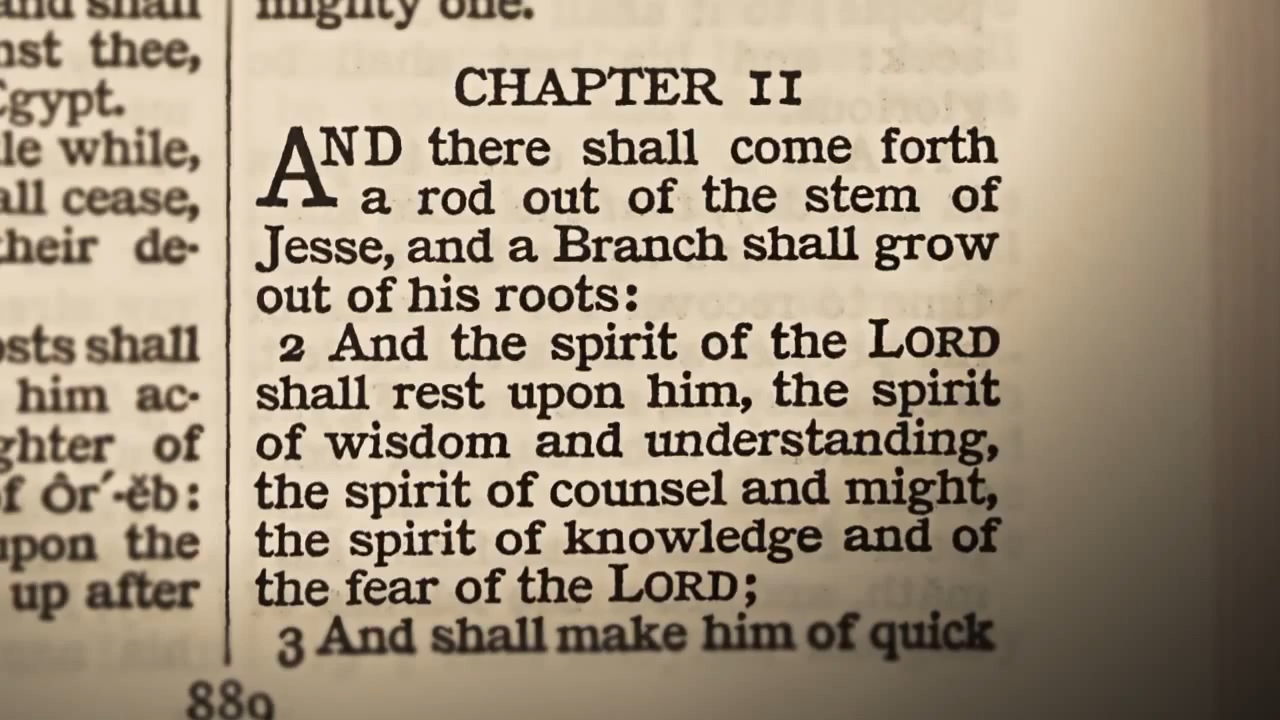 and shall
nst thee,
Egypt.
le while,
all cease,
their de-
osts shall
him ac-
ghter of
of Ôr´-ĕb:
upon the
up after
mighty one.
CHAPTER 11
AND there shall come forth
a rod out of the stem of
Jesse, and a Branch shall grow
out of his roots:
2 And the spirit of the LORD
shall rest upon him, the spirit
of wisdom and understanding,
the spirit of counsel and might,
the spirit of knowledge and of
the fear of the LORD;
3 And shall make him of quick
889